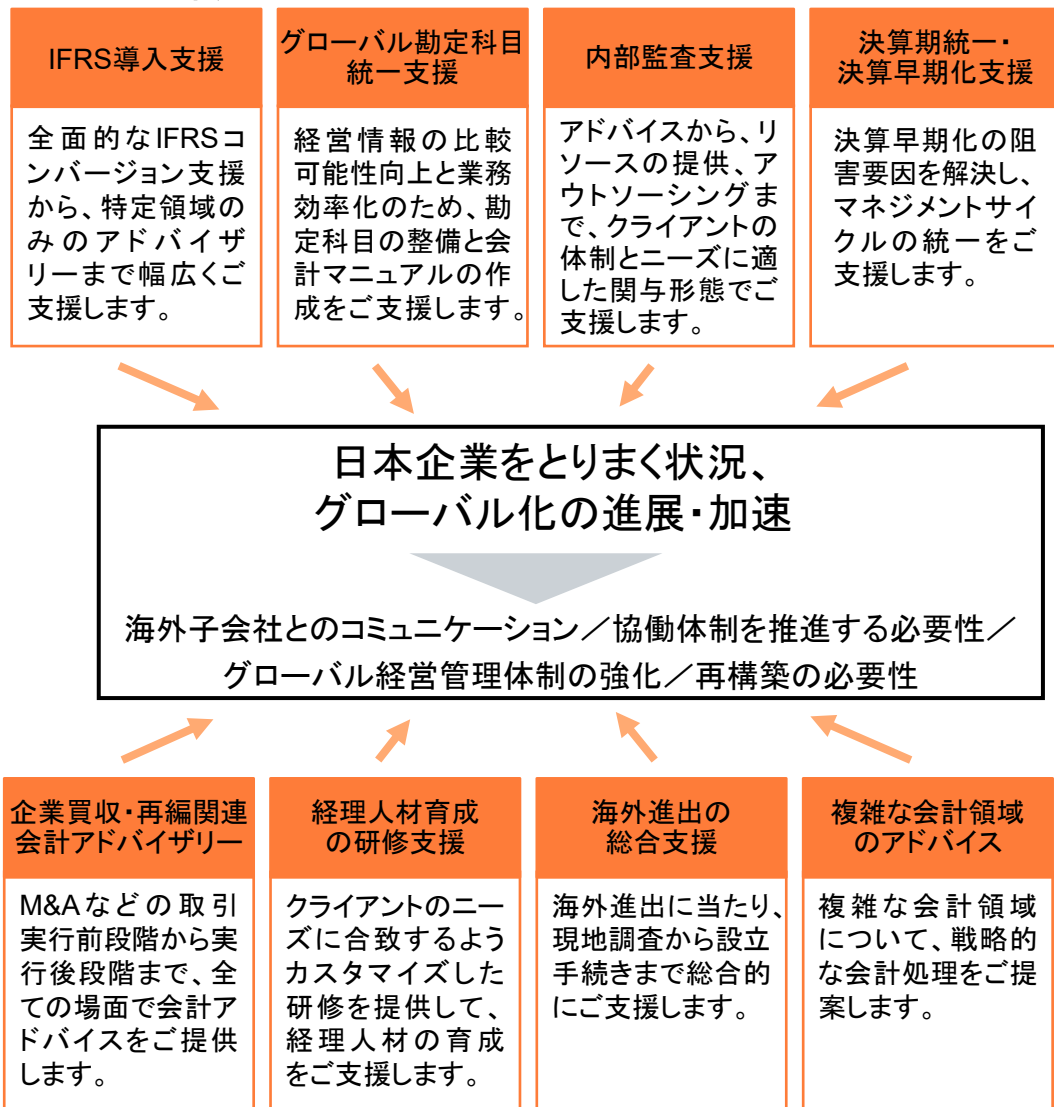 IFRS導入支援
全面的なIFRSコ
ンバージョン支援
から、特定領域の
みのアドバイザ
リーまで幅広くご
支援します。
グローバル勘定科目
統一支援
経営情報の比較
可能性向上と業務
効率化のため、勘
定科目の整備と会
計マニュアルの作
成をご支援します。
内部監査支援
アドバイスから、リ
ソースの提供、ア
ウトソーシングま
で、クライアントの
体制とニーズに適
した関与形態でご
支援します。
決算期統一・
決算早期化支援
決算早期化の阻
害要因を解決し、
マネジメントサイ
クルの統一をご
支援します。
日本企業をとりまく状況、
グローバル化の進展・加速
海外子会社とのコミュニケーション／協働体制を推進する必要性／
グローバル経営管理体制の強化／再構築の必要性
企業買収・再編関連
会計アドバイザリー
M&Aなどの取引
実行前段階から実
行後段階まで、全
ての場面で会計ア
ドバイスをご提供
します。
経理人材育成
の研修支援
クライアントのニー
ズに合致するよう
カスタマイズした
研修を提供して、
経理人材の育成
をご支援します。
海外進出の
総合支援
海外進出に当たり、
現地調査から設立
手続きまで総合的
にご支援します。
複雑な会計領域
のアドバイス
複雑な会計領域
について、戦略的
な会計処理をご提
案します。